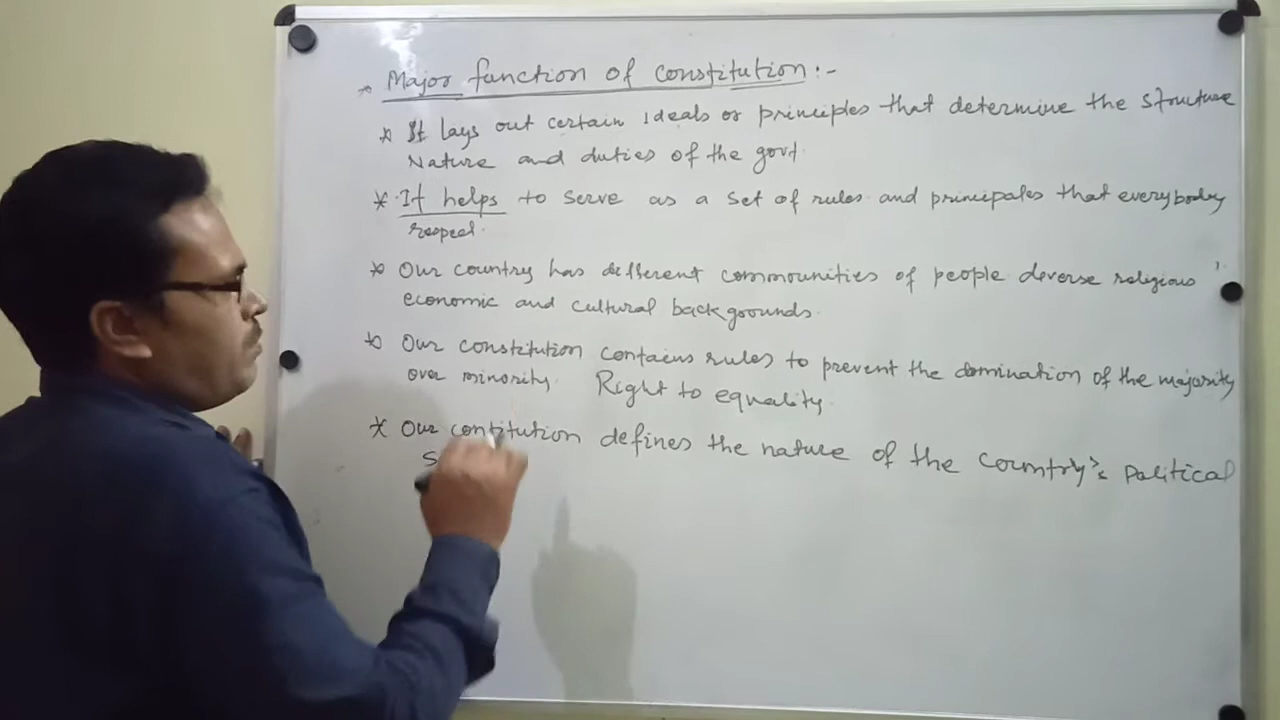 * Major function of constitution :-
* It lays out certain ideals or principles that determine the structure
Nature and duties of the govt.
* It helps to serve as a set of rules and principales that everybody
respect.
* Our country has different commounities of people deverse religious
economic and cultural backgrounds.
* Our constitution contains rules to prevent the domination of the majority
over minority. Right to equality.
* Our contitution defines the nature of the country's political
S